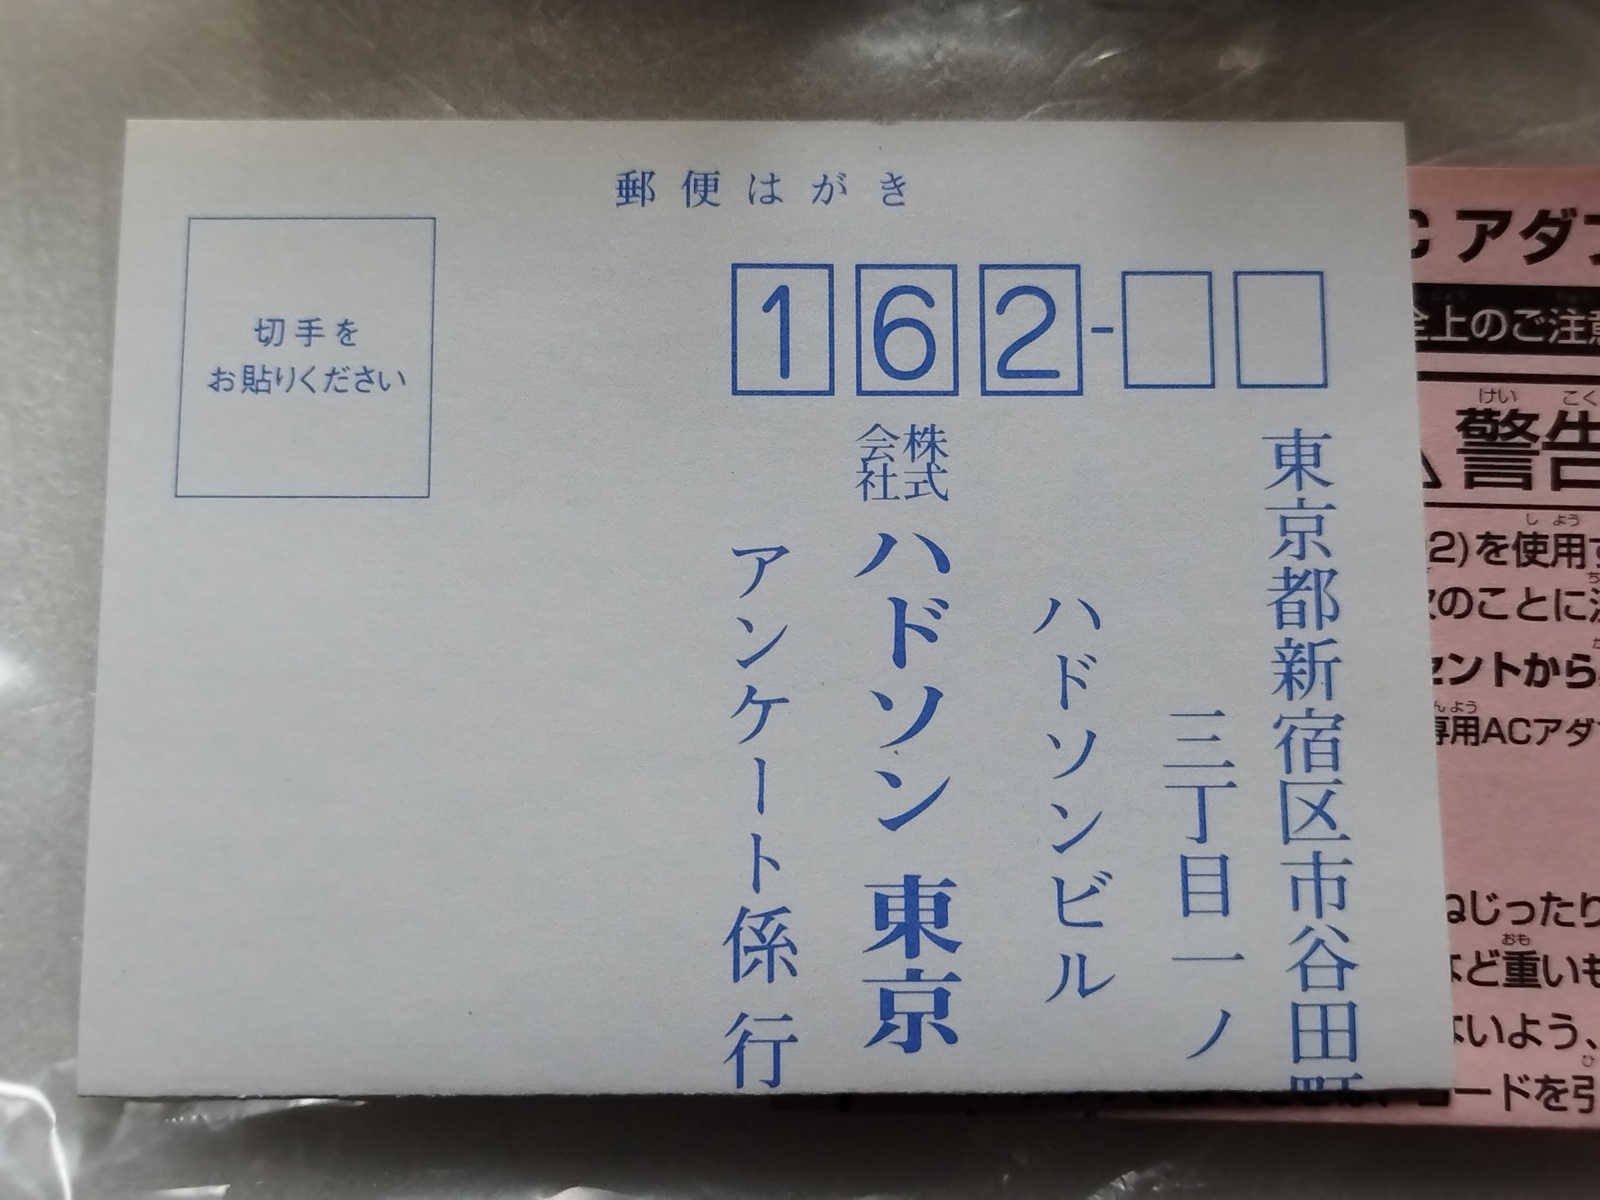 郵便はがき
切手を
お貼りください
162-
東京都新宿区市谷田
三丁目一ノ
ハドソンビル
株式会社ハドソン 東京
アンケート係 行
C アダ
全上のご注意
けい こく
警告
し よう
2)を使用す
のことに注
セントから
んよう
専用ACアダ
ねじったり
おも
など重いも
ないよう、
ひ
コードを引